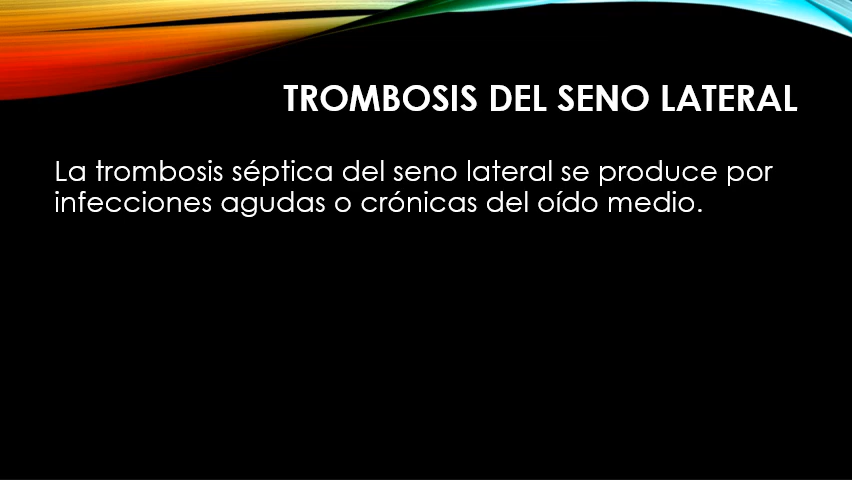 TROMBOSIS DEL SENO LATERAL
La trombosis séptica del seno lateral se produce por
infecciones agudas o crónicas del oído medio.